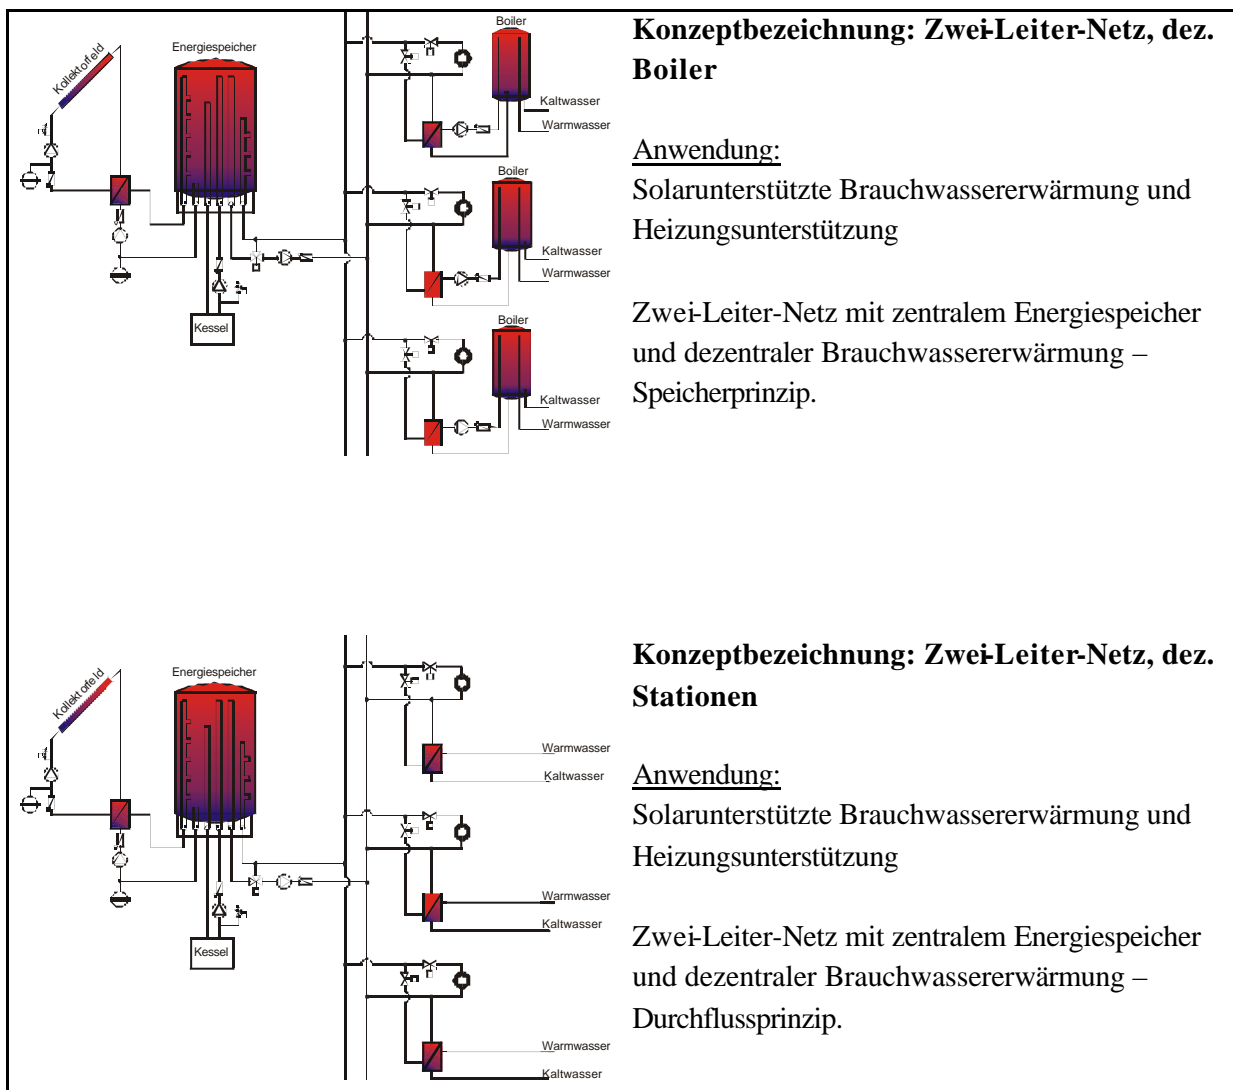 Kollektorfeld
Energiespeicher
Kessel
Boiler
Kaltwasser
Warmwasser
Boiler
Kaltwasser
Warmwasser
Boiler
Kaltwasser
Warmwasser
Konzeptbezeichnung: Zwei-Leiter-Netz, dez.
Boiler
Anwendung:
Solarunterstützte Brauchwassererwärmung und
Heizungsunterstützung
Zwei-Leiter-Netz mit zentralem Energiespeicher
und dezentraler Brauchwassererwärmung –
Speicherprinzip.
Kollektorfeld
Energiespeicher
Kessel
Warmwasser
Kaltwasser
Warmwasser
Kaltwasser
Warmwasser
Kaltwasser
Konzeptbezeichnung: Zwei-Leiter-Netz, dez.
Stationen
Anwendung:
Solarunterstützte Brauchwassererwärmung und
Heizungsunterstützung
Zwei-Leiter-Netz mit zentralem Energiespeicher
und dezentraler Brauchwassererwärmung –
Durchflussprinzip.